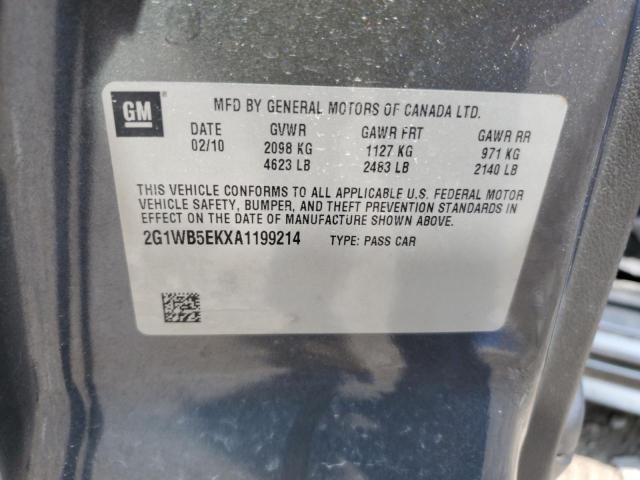 GM
MFD BY GENERAL MOTORS OF CANADA LTD.
DATE GVWR GAWR FRT GAWR RR
02/10 2098 KG 1127 KG 971 KG
4623 LB 2483 LB 2140 LB
THIS VEHICLE CONFORMS TO ALL APPLICABLE U.S. FEDERAL MOTOR
VEHICLE SAFETY, BUMPER, AND THEFT PREVENTION STANDARDS IN
EFFECT ON THE DATE OF MANUFACTURE SHOWN ABOVE.
2G1WB5EKXA1199214 TYPE: PASS CAR